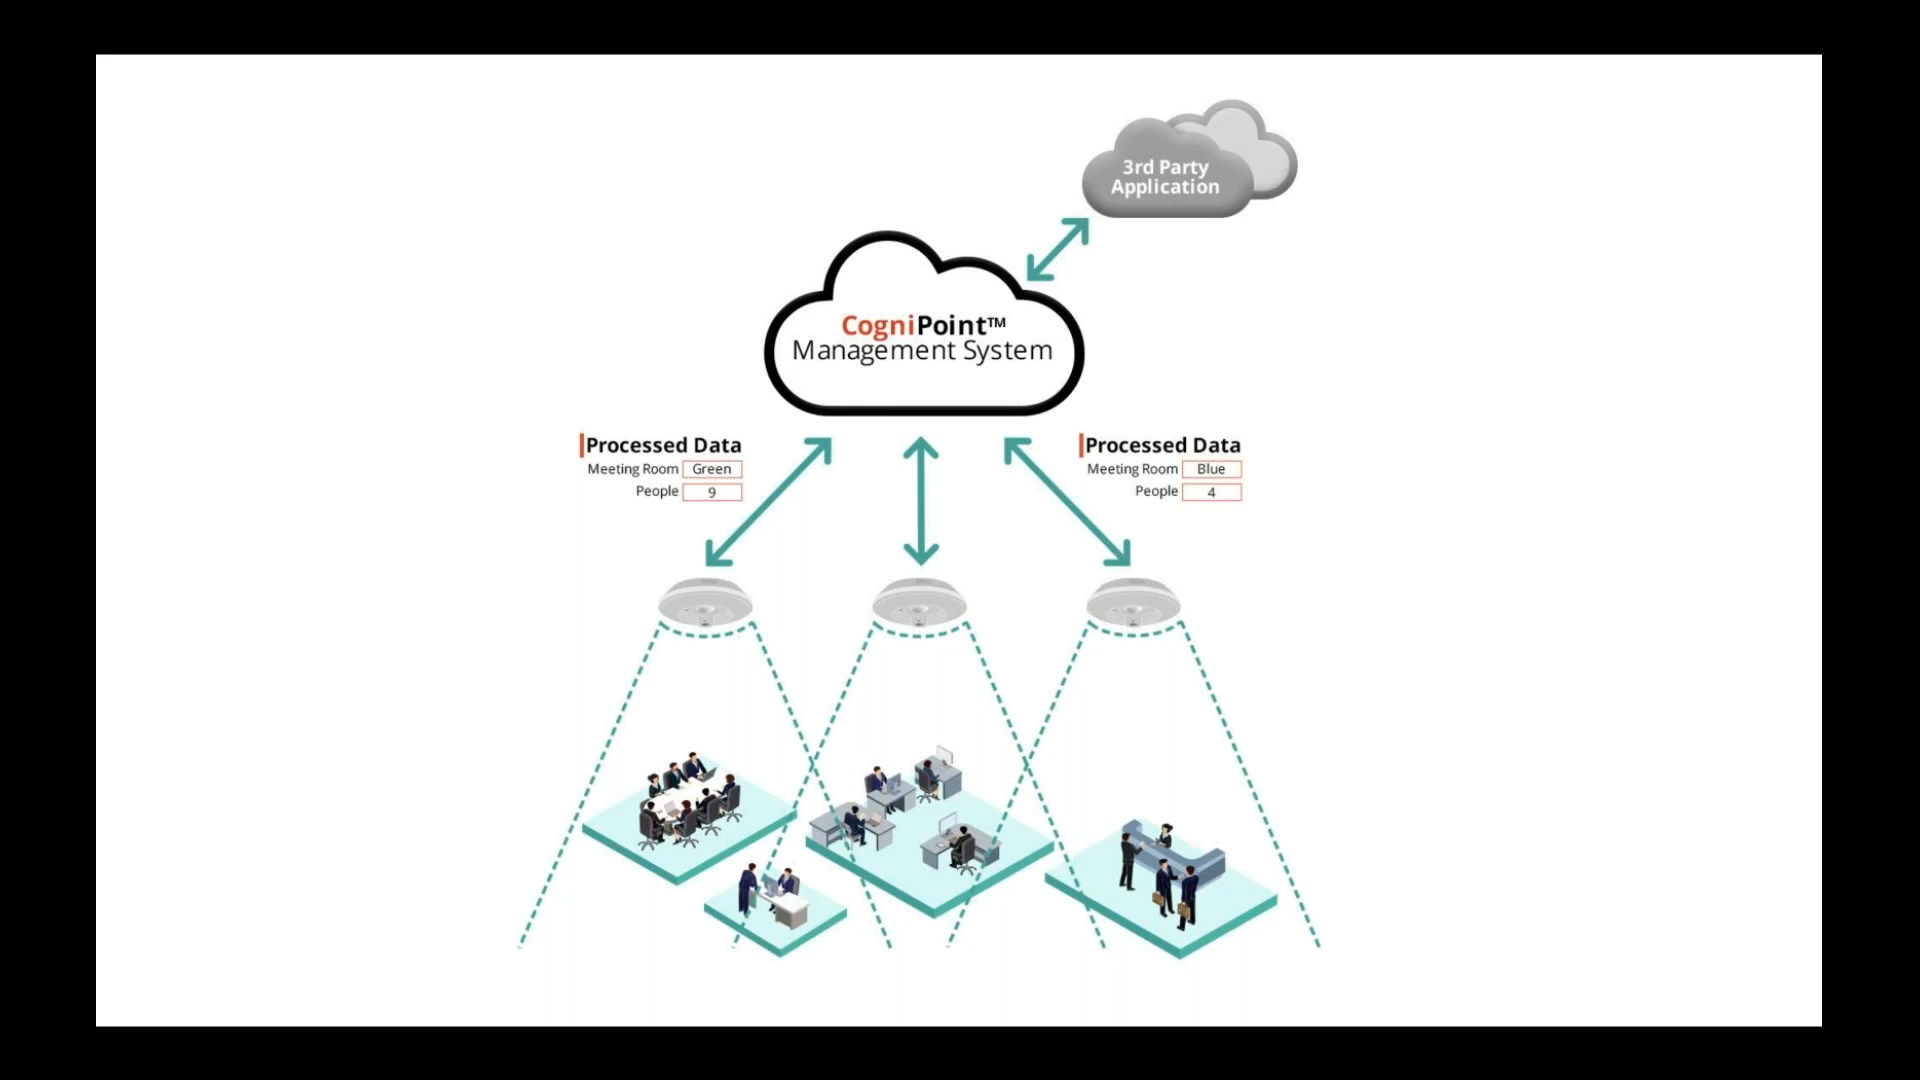 3rd Party
Application
CogniPoint™
Management System
Processed Data
Meeting Room Green
People 9
Processed Data
Meeting Room Blue
People 4